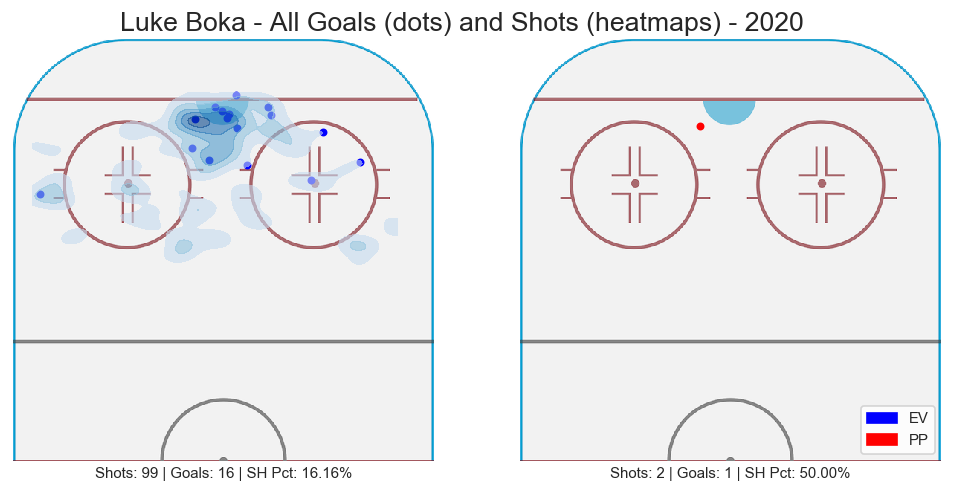 Luke Boka - All Goals (dots) and Shots (heatmaps) - 2020
EV
PP
Shots: 99 | Goals: 16 | SH Pct: 16.16%
Shots: 2 | Goals: 1 | SH Pct: 50.00%